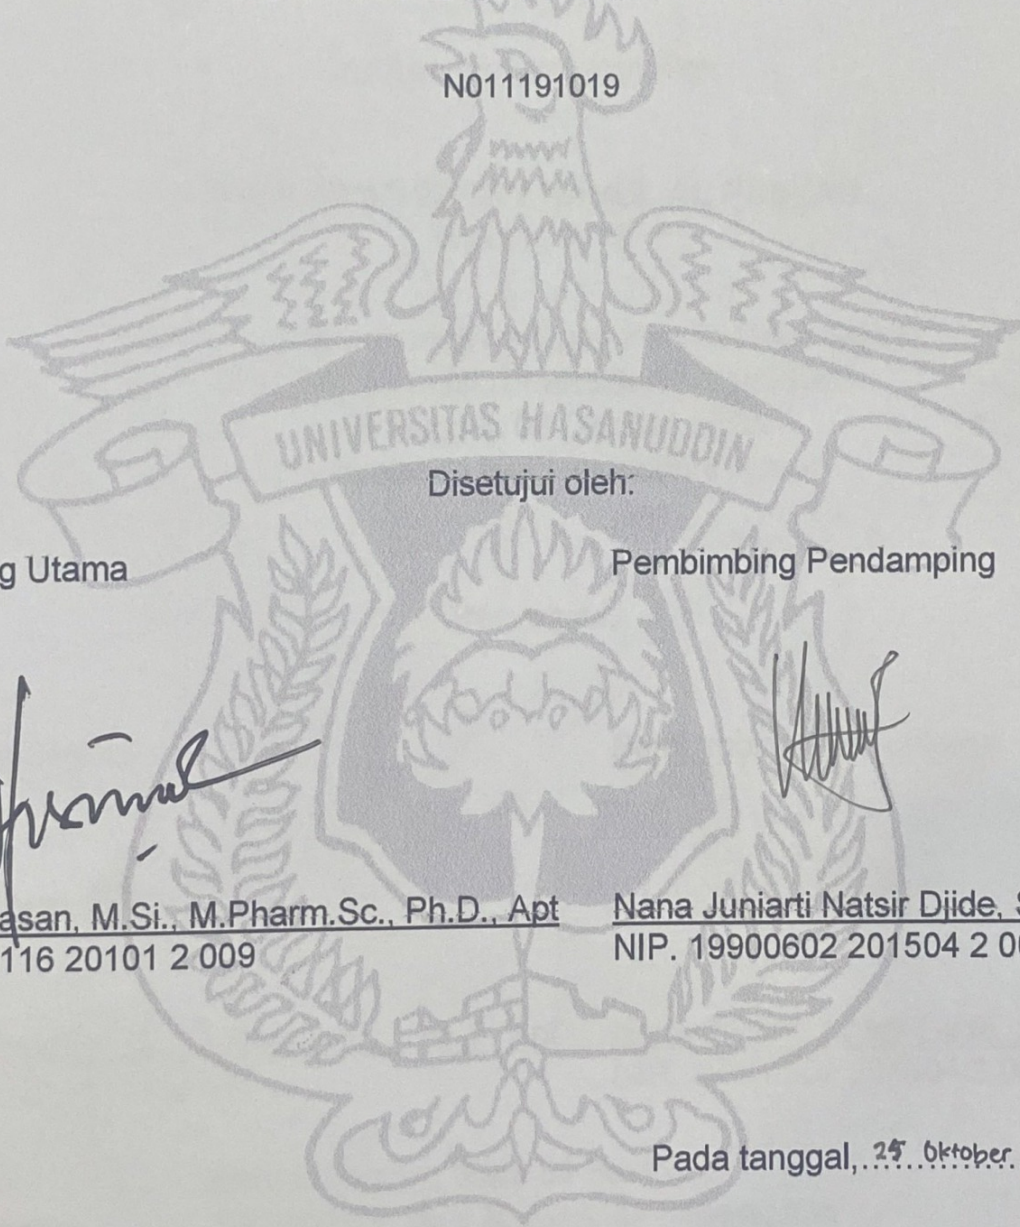 N011191019
UNIVERSITAS HASANUDDIN
Disetujui oleh:
g Utama
Pembimbing Pendamping
asan, M.Si., M.Pharm.Sc., Ph.D., Apt
Nana Juniarti Natsir Djide, S
116 20101 2 009
NIP. 19900602 201504 2 0
Pada tanggal, 25 Oktober